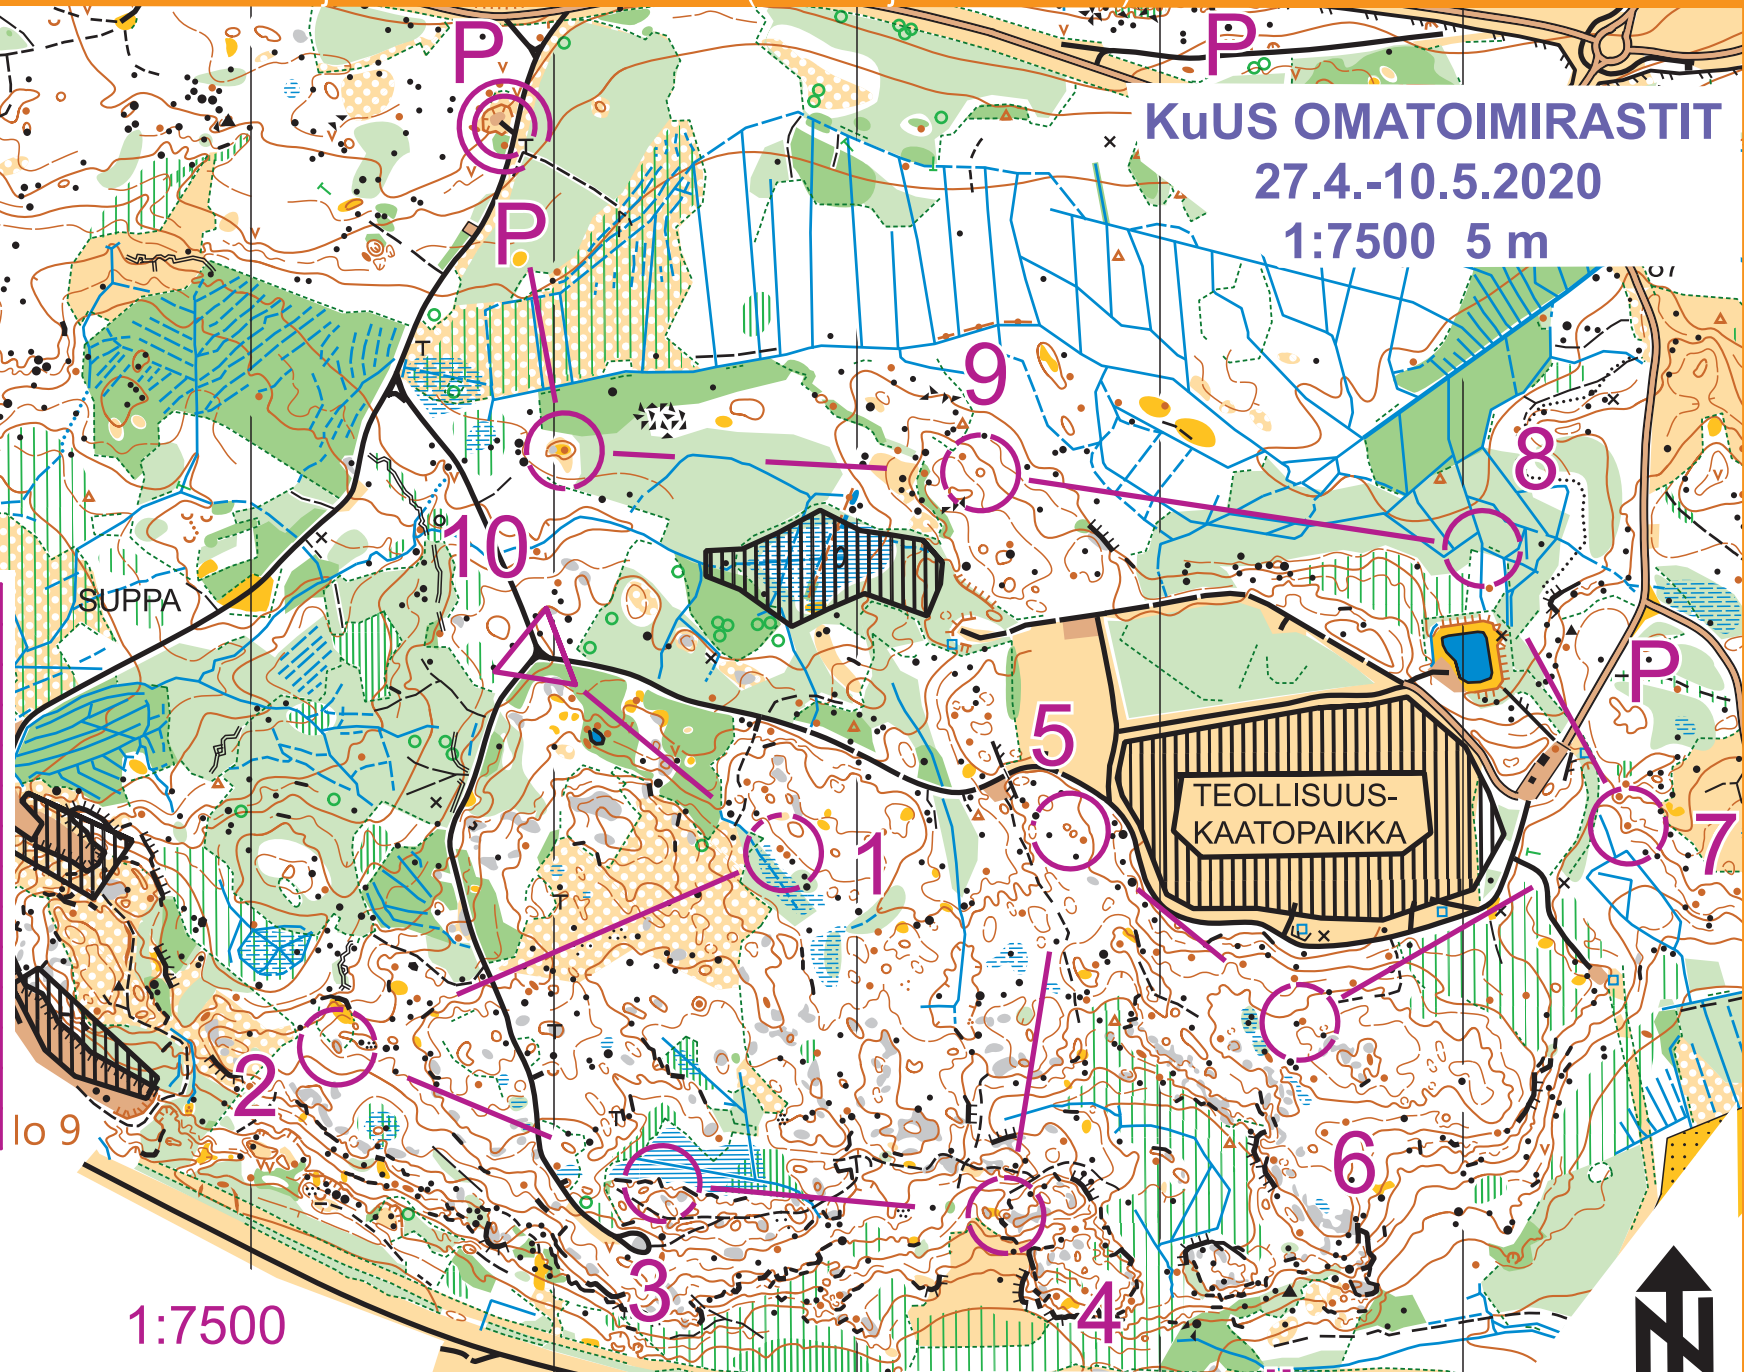 P
P
KuUS OMATOIMIRASTIT
27.4.-10.5.2020
1:7500 5 m
P
9
8
10
SUPPA
P
5
TEOLLISUUS-
KAATOPAIKKA
1
7
2
lo 9
6
3
4
1:7500
N